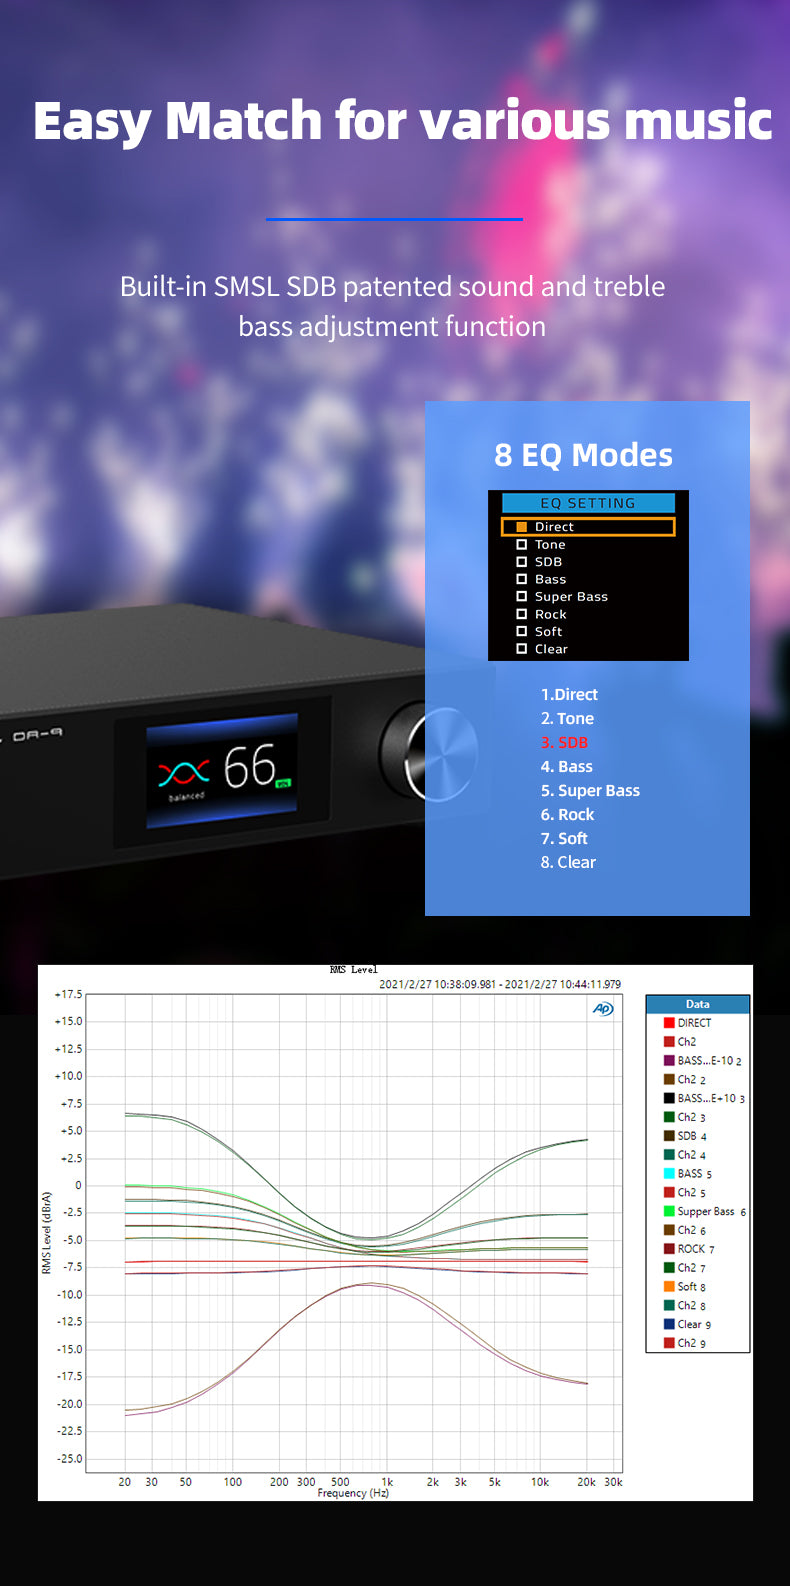 Easy Match for various music
Built-in SMSL SDB patented sound and treble
bass adjustment function
8 EQ Modes
EQ SETTING
Direct
Tone
SDB
Bass
Super Bass
Rock
Soft
Clear
1.Direct
2. Tone
3. SDB
4. Bass
5. Super Bass
6. Rock
7. Soft
8. Clear
DA-9
66
VOL
balanced
RMS Level
2021/2/27 10:38:09.981 - 2021/2/27 10:44:11.979
AP
+17.5
+15.0
+12.5
+10.0
+7.5
+5.0
+2.5
0
-2.5
-5.0
-7.5
-10.0
-12.5
-15.0
-17.5
-20.0
-22.5
-25.0
RMS Level (dBrA)
20 30 50 100 200 300 500 1k 2k 3k 5k 10k 20k 30k
Frequency (Hz)
Data
DIRECT
Ch2
BASS...E-10 2
Ch2 2
BASS...E+10 3
Ch2 3
SDB 4
Ch2 4
BASS 5
Ch2 5
Supper Bass 6
Ch2 6
ROCK 7
Ch2 7
Soft 8
Ch2 8
Clear 9
Ch2 9